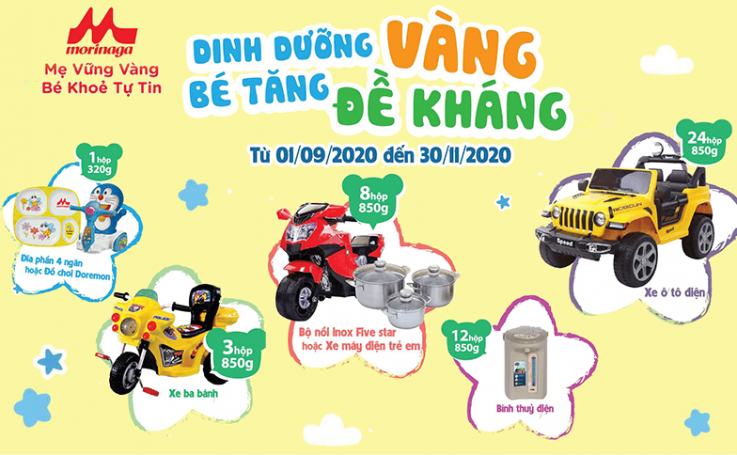 morinaga
Mẹ Vững Vàng
Bé Khoẻ Tự Tin
DINH DƯỠNG VÀNG
BÉ TĂNG ĐỀ KHÁNG
Từ 01/09/2020 đến 30/11/2020
1 hộp
320g
Đĩa phần 4 ngăn
hoặc Đồ chơi Doremon
3 hộp
850g
Xe ba bánh
8 hộp
850g
Bộ nồi Inox Five star
hoặc Xe máy điện trẻ em
12 hộp
850g
Bình thuỷ điện
24 hộp
850g
Speed
Xe ô tô điện